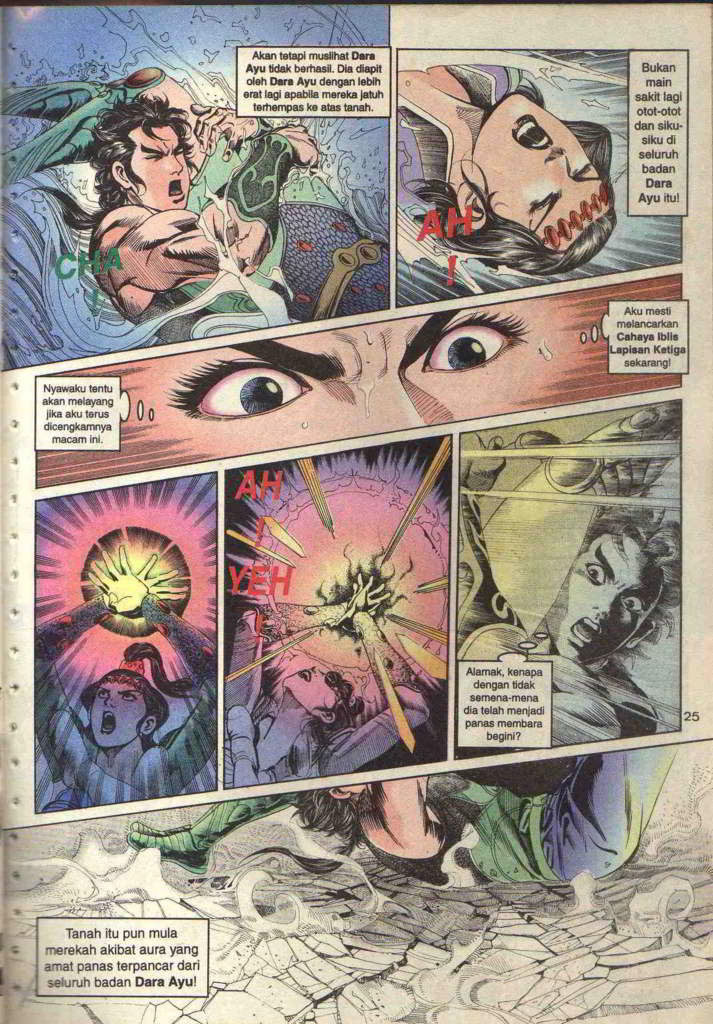 Akan tetapi muslihat Dara
Ayu tidak berhasil. Dia diapit
oleh Dara Ayu dengan lebih
erat lagi apabila mereka jatuh
terhempas ke atas tanah.
CHA
!
Bukan
main
sakit lagi
otot-otot
dan siku-
siku di
seluruh
badan
Dara
Ayu itu!
AH
!
Nyawaku tentu
akan melayang
jika aku terus
dicengkamnya
macam ini.
Aku mesti
melancarkan
Cahaya Iblis
Lapisan Ketiga
sekarang!
AH
!
YEH
!
Alamak, kenapa
dengan tidak
semena-mena
dia telah menjadi
panas membara
begini?
25
Tanah itu pun mula
merekah akibat aura yang
amat panas terpancar dari
seluruh badan Dara Ayu!